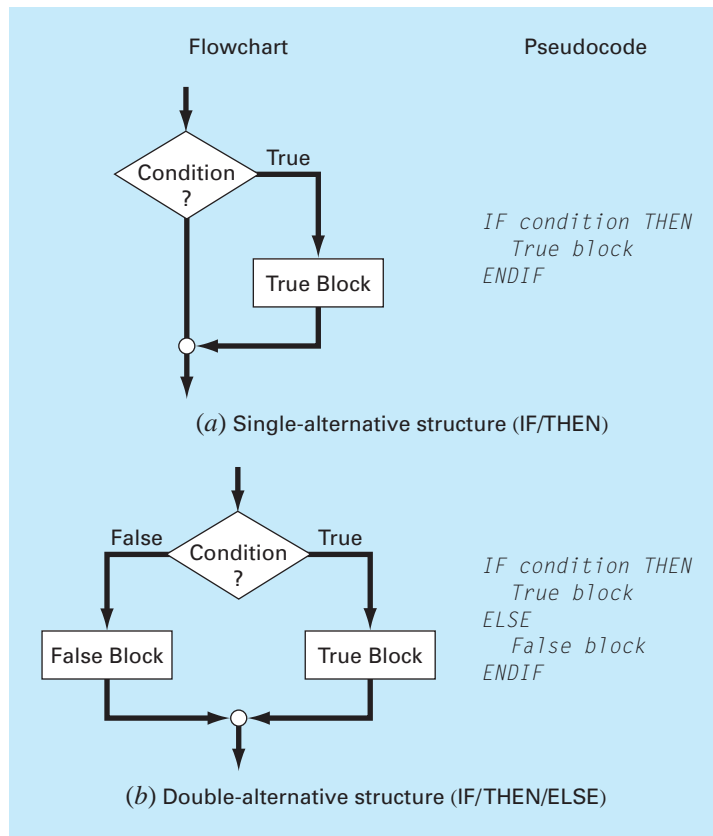 Flowchart
Pseudocode
True
Condition
?
True Block
IF condition THEN
True block
ENDIF
(a) Single-alternative structure (IF/THEN)
False
True
Condition
?
False Block
True Block
IF condition THEN
True block
ELSE
False block
ENDIF
(b) Double-alternative structure (IF/THEN/ELSE)